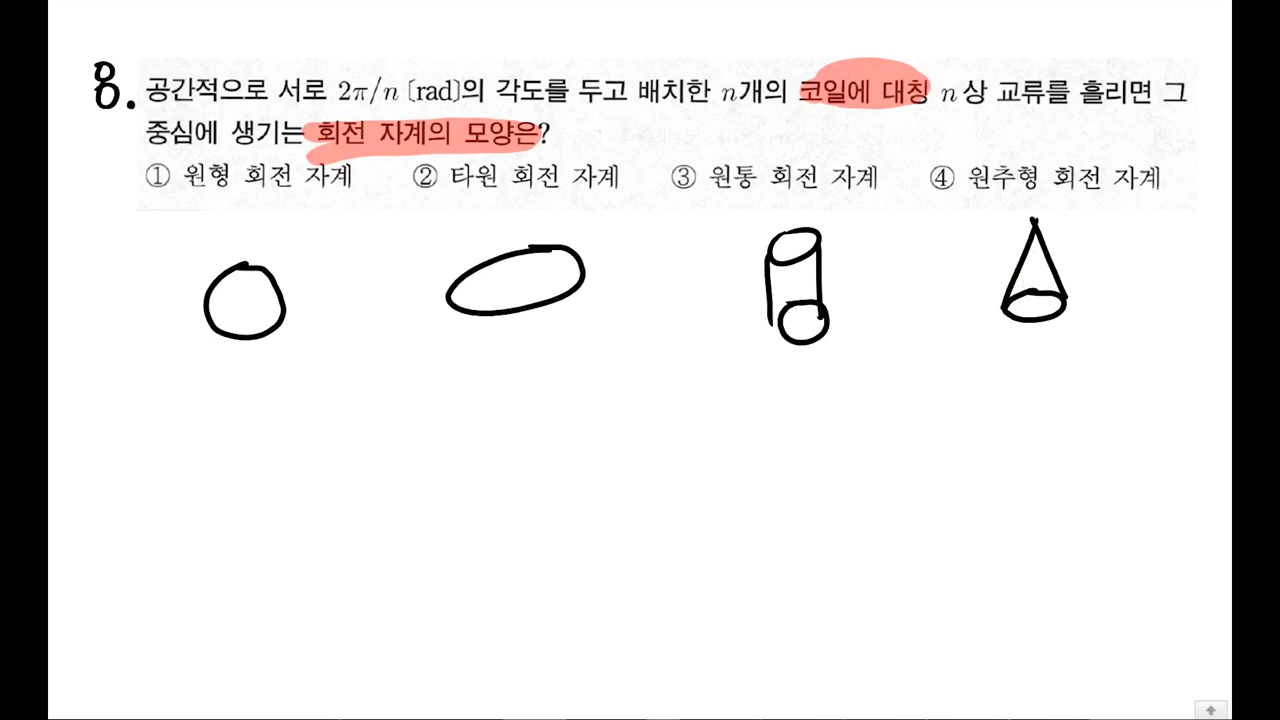 8.
공간적으로 서로 2π/n [rad]의 각도를 두고 배치한 n개의 코일에 대칭 n상 교류를 흘리면 그
중심에 생기는 회전 자계의 모양은?
① 원형 회전 자계 ② 타원 회전 자계 ③ 원통 회전 자계 ④ 원추형 회전 자계